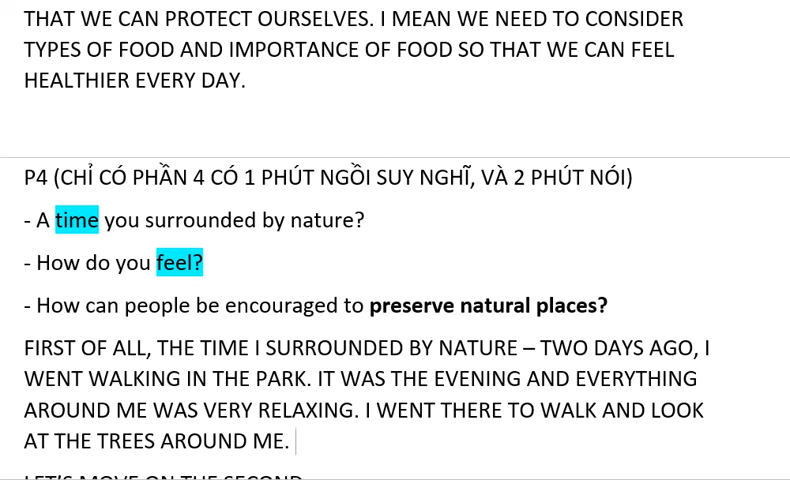 THAT WE CAN PROTECT OURSELVES. I MEAN WE NEED TO CONSIDER
TYPES OF FOOD AND IMPORTANCE OF FOOD SO THAT WE CAN FEEL
HEALTHIER EVERY DAY.
P4 (CHỈ CÓ PHẦN 4 CÓ 1 PHÚT NGỒI SUY NGHĨ, VÀ 2 PHÚT NÓI)
- A time you surrounded by nature?
- How do you feel?
- How can people be encouraged to preserve natural places?
FIRST OF ALL, THE TIME I SURROUNDED BY NATURE – TWO DAYS AGO, I
WENT WALKING IN THE PARK. IT WAS THE EVENING AND EVERYTHING
AROUND ME WAS VERY RELAXING. I WENT THERE TO WALK AND LOOK
AT THE TREES AROUND ME.
LET'S MOVE ON THE SECOND